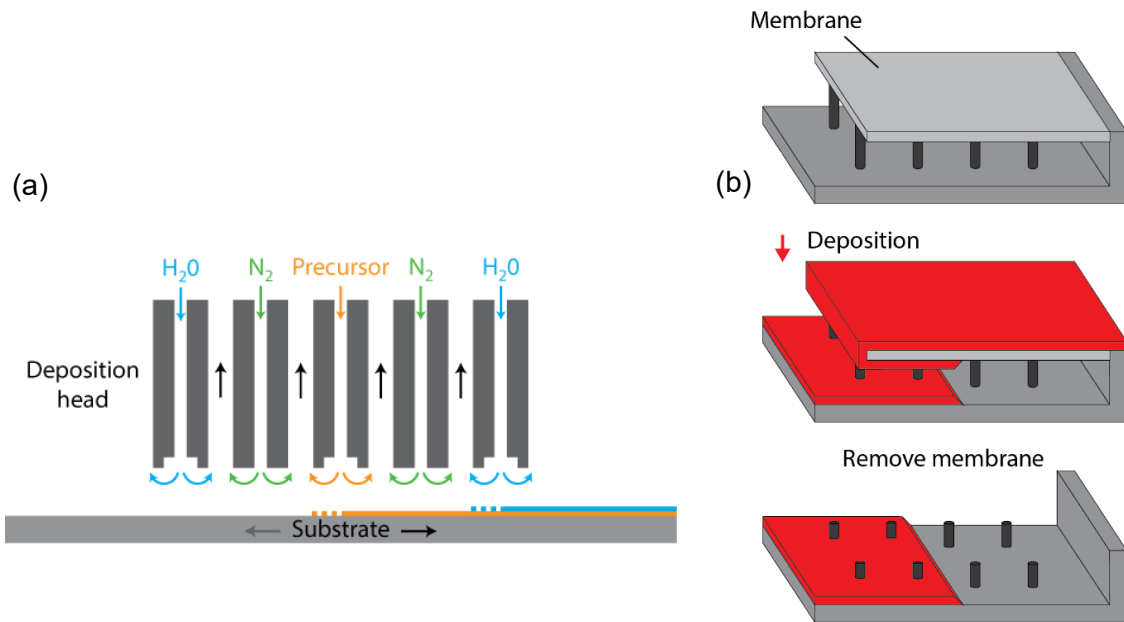 (a)
H₂0
N₂
Precursor
N₂
H₂0
Deposition
head
Substrate
(b)
Membrane
Deposition
Remove membrane